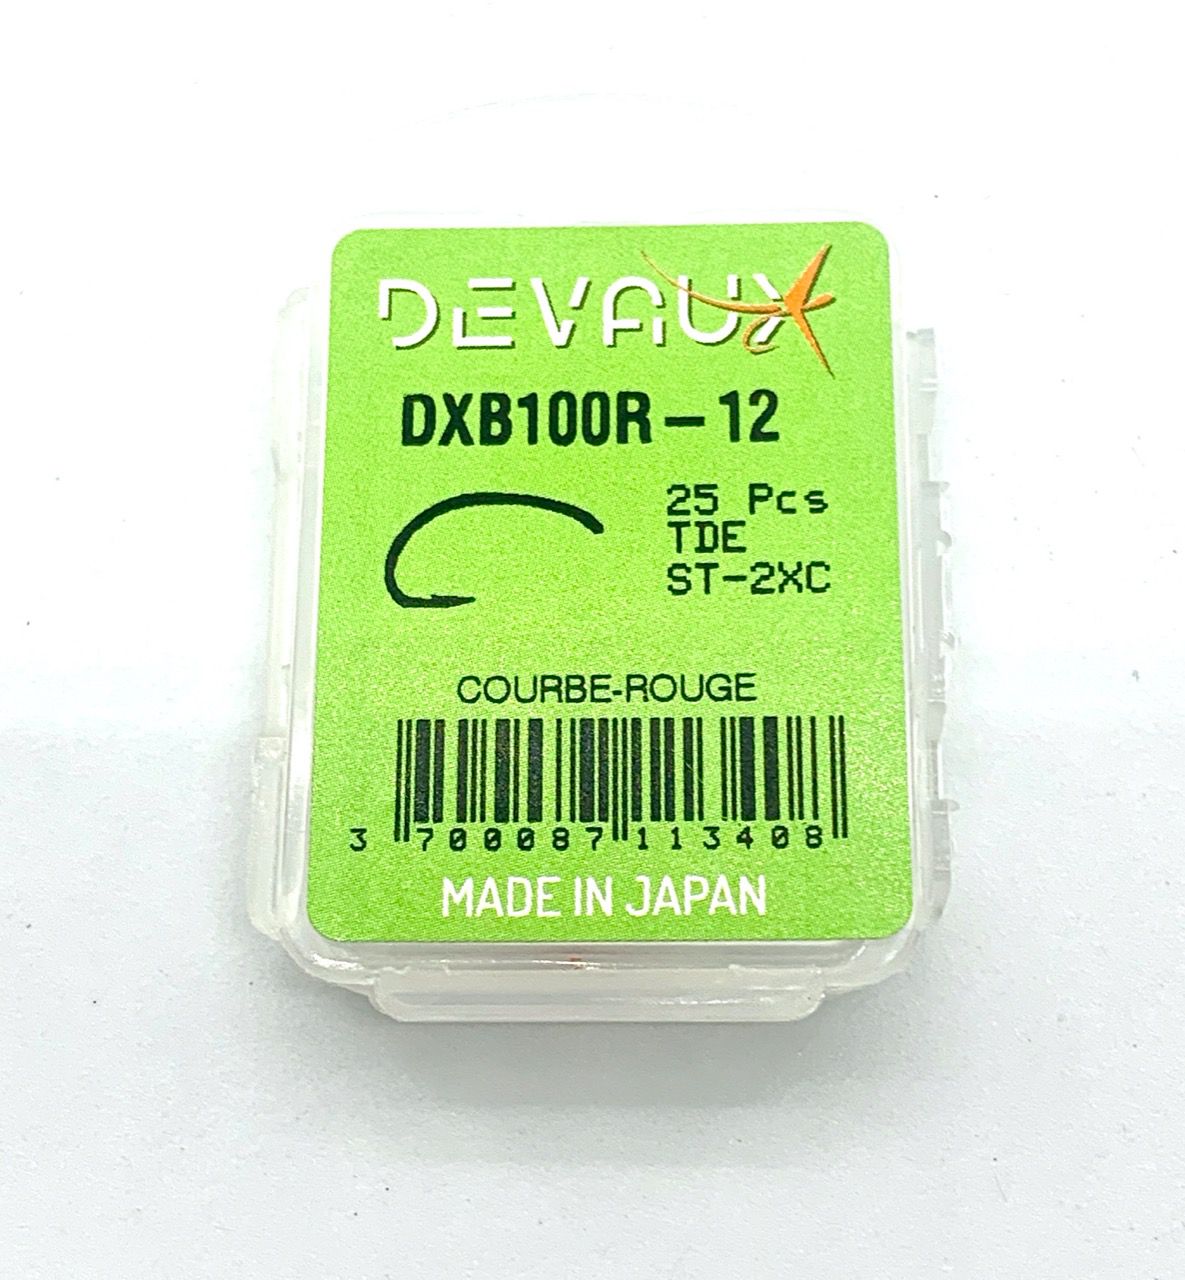 DEVAUX
DXB100R-12
25 Pcs
TDE
ST-2XC
COURBE-ROUGE
3 700087 113408
MADE IN JAPAN